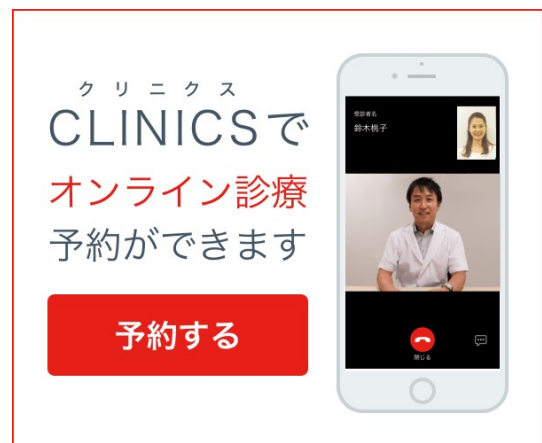 クリニクス
CLINICSで
オンライン診療
予約ができます
予約する
受診者名
鈴木桃子
閉じる